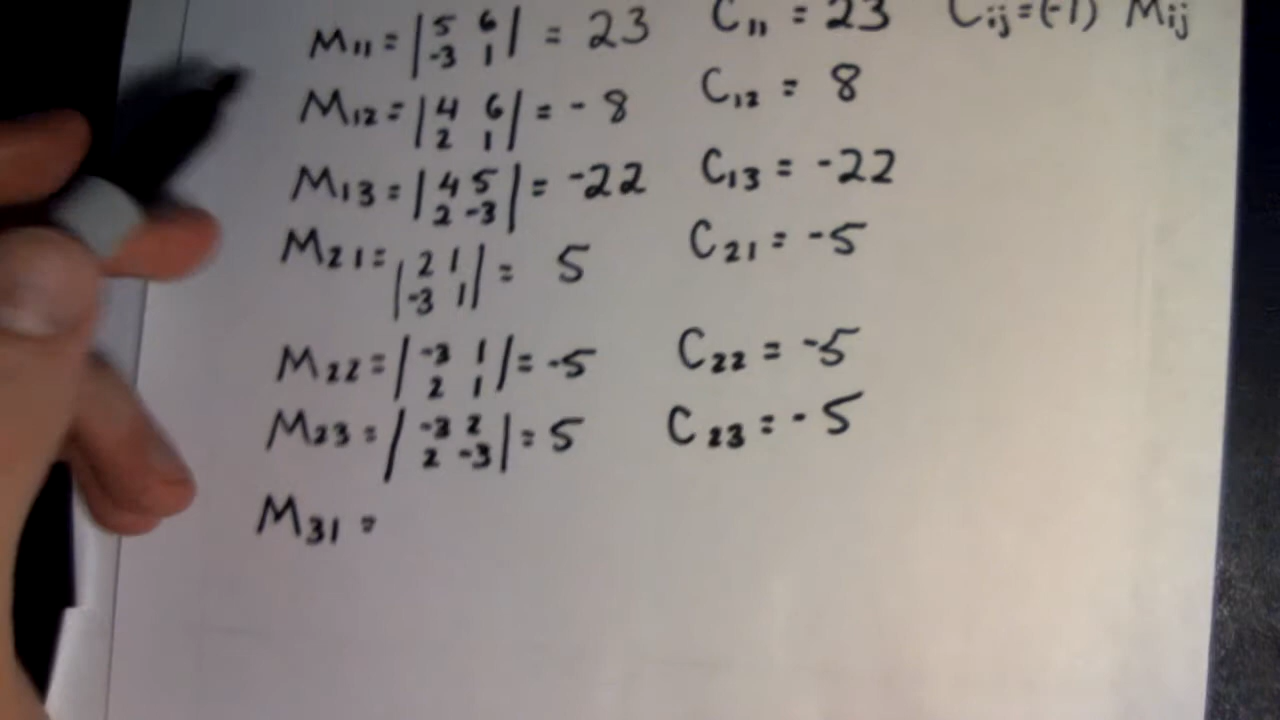 M11 = |5 6| = 23 C11 = 23 Cij = (-1) Mij
-3 1
M12 = |4 6| = -8 C12 = 8
2 1
M13 = |4 5| = -22 C13 = -22
2 -3
M21 = |2 1| = 5 C21 = -5
-3 1
M22 = |-3 1| = -5 C22 = -5
2 1
M23 = |-3 2| = 5 C23 = -5
2 -3
M31 =